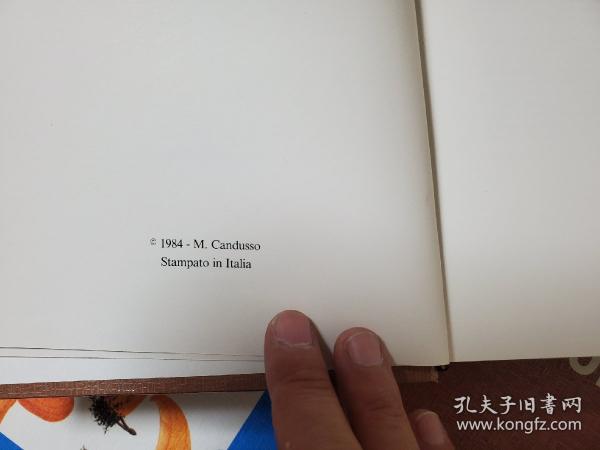 © 1984 - M. Candusso
Stampato in Italia
孔夫子旧书网
www.kongfz.com